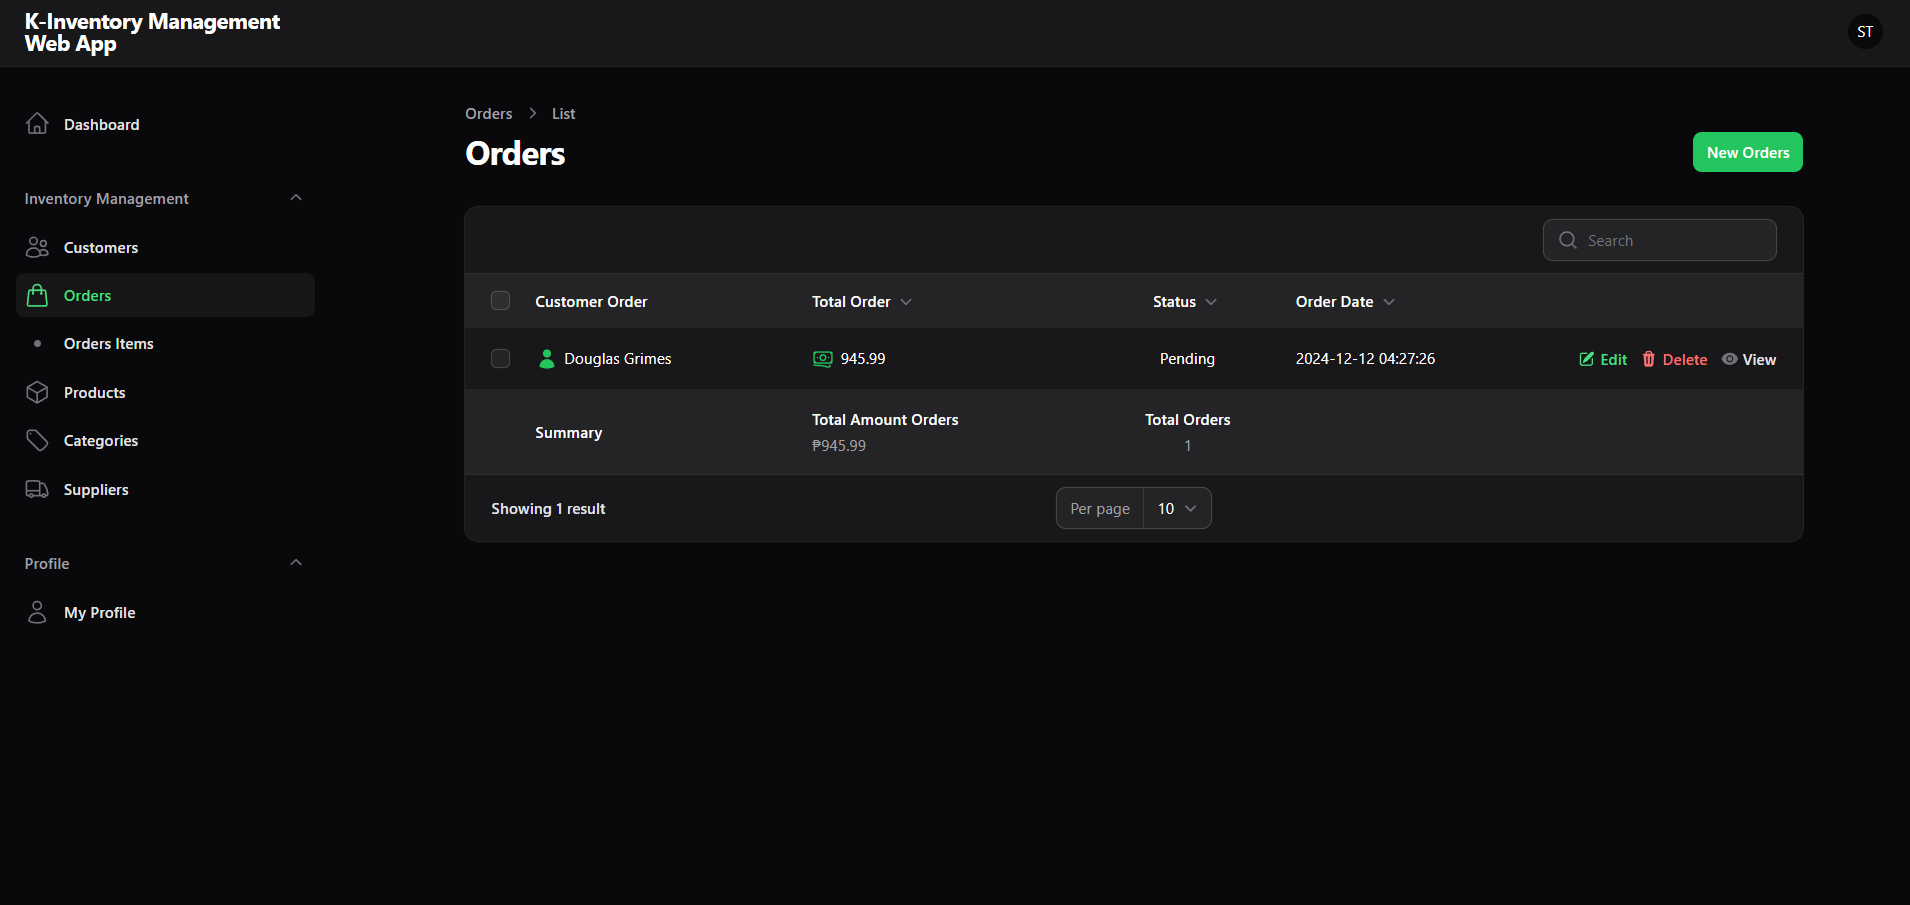 K-Inventory Management
Web App
ST
Dashboard
Inventory Management
Customers
Orders
Orders Items
Products
Categories
Suppliers
Profile
My Profile
Orders > List
Orders
New Orders
Search
Customer Order Total Order Status Order Date
Douglas Grimes 945.99 Pending 2024-12-12 04:27:26 Edit Delete View
Summary
Total Amount Orders
₱945.99
Total Orders
1
Showing 1 result
Per page 10